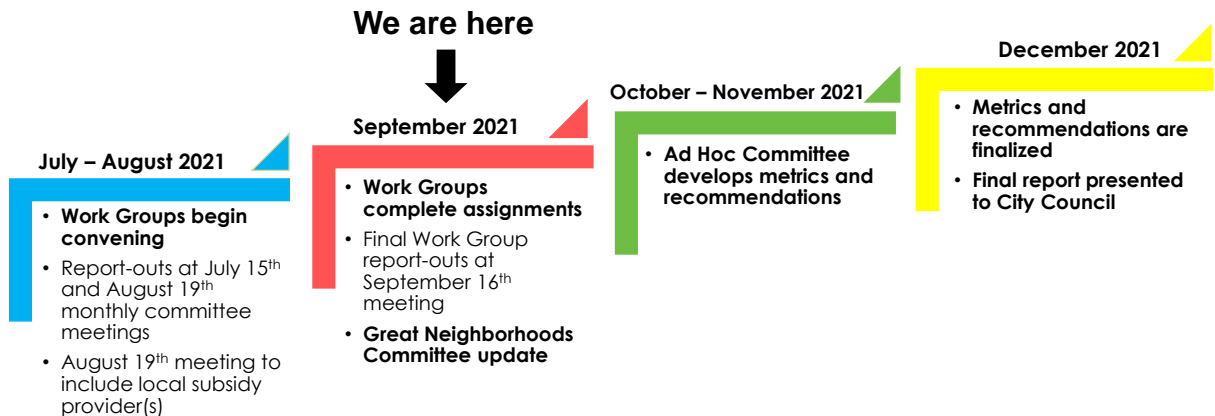 We are here
July – August 2021
• Work Groups begin
convening
• Report-outs at July 15th
and August 19th
monthly committee
meetings
• August 19th meeting to
include local subsidy
provider(s)
September 2021
• Work Groups
complete assignments
• Final Work Group
report-outs at
September 16th
meeting
• Great Neighborhoods
Committee update
October – November 2021
• Ad Hoc Committee
develops metrics and
recommendations
December 2021
• Metrics and
recommendations are
finalized
• Final report presented
to City Council